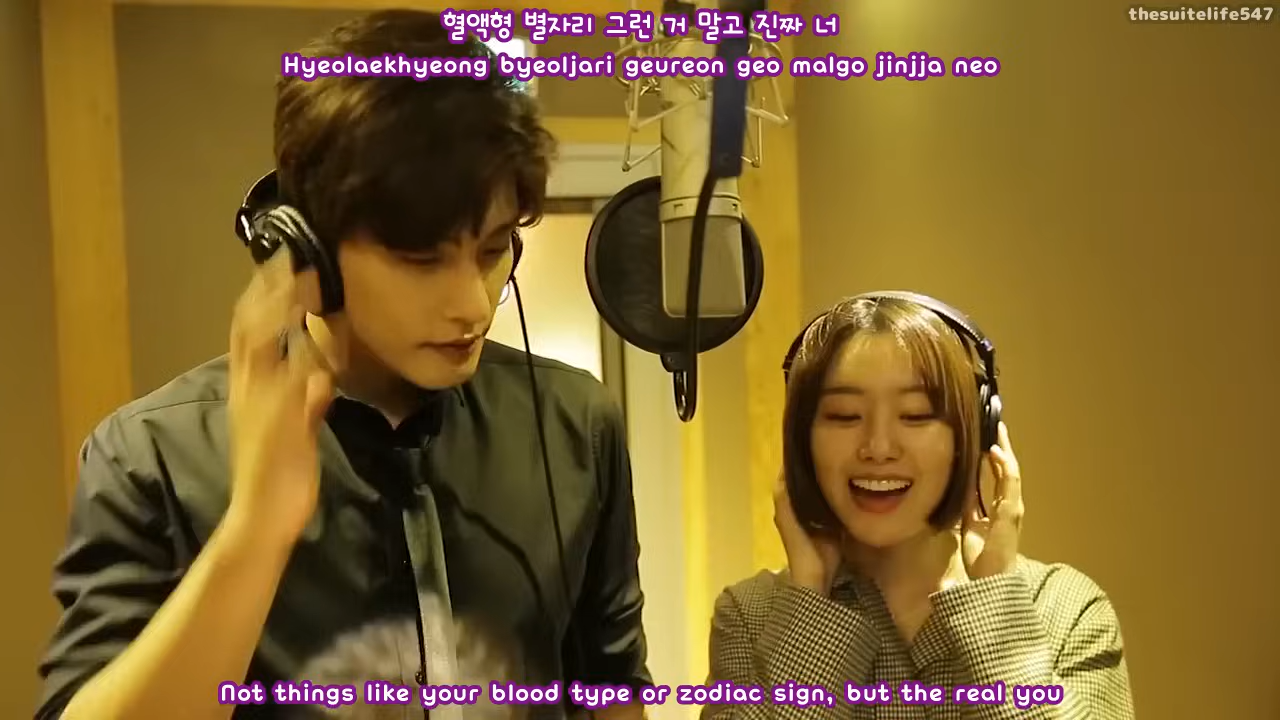 thesuitelife547
혈액형 별자리 그런 거 말고 진짜 너
Hyeolaekhyeong byeoljari geureon geo malgo jinjja neo
Not things like your blood type or zodiac sign, but the real you